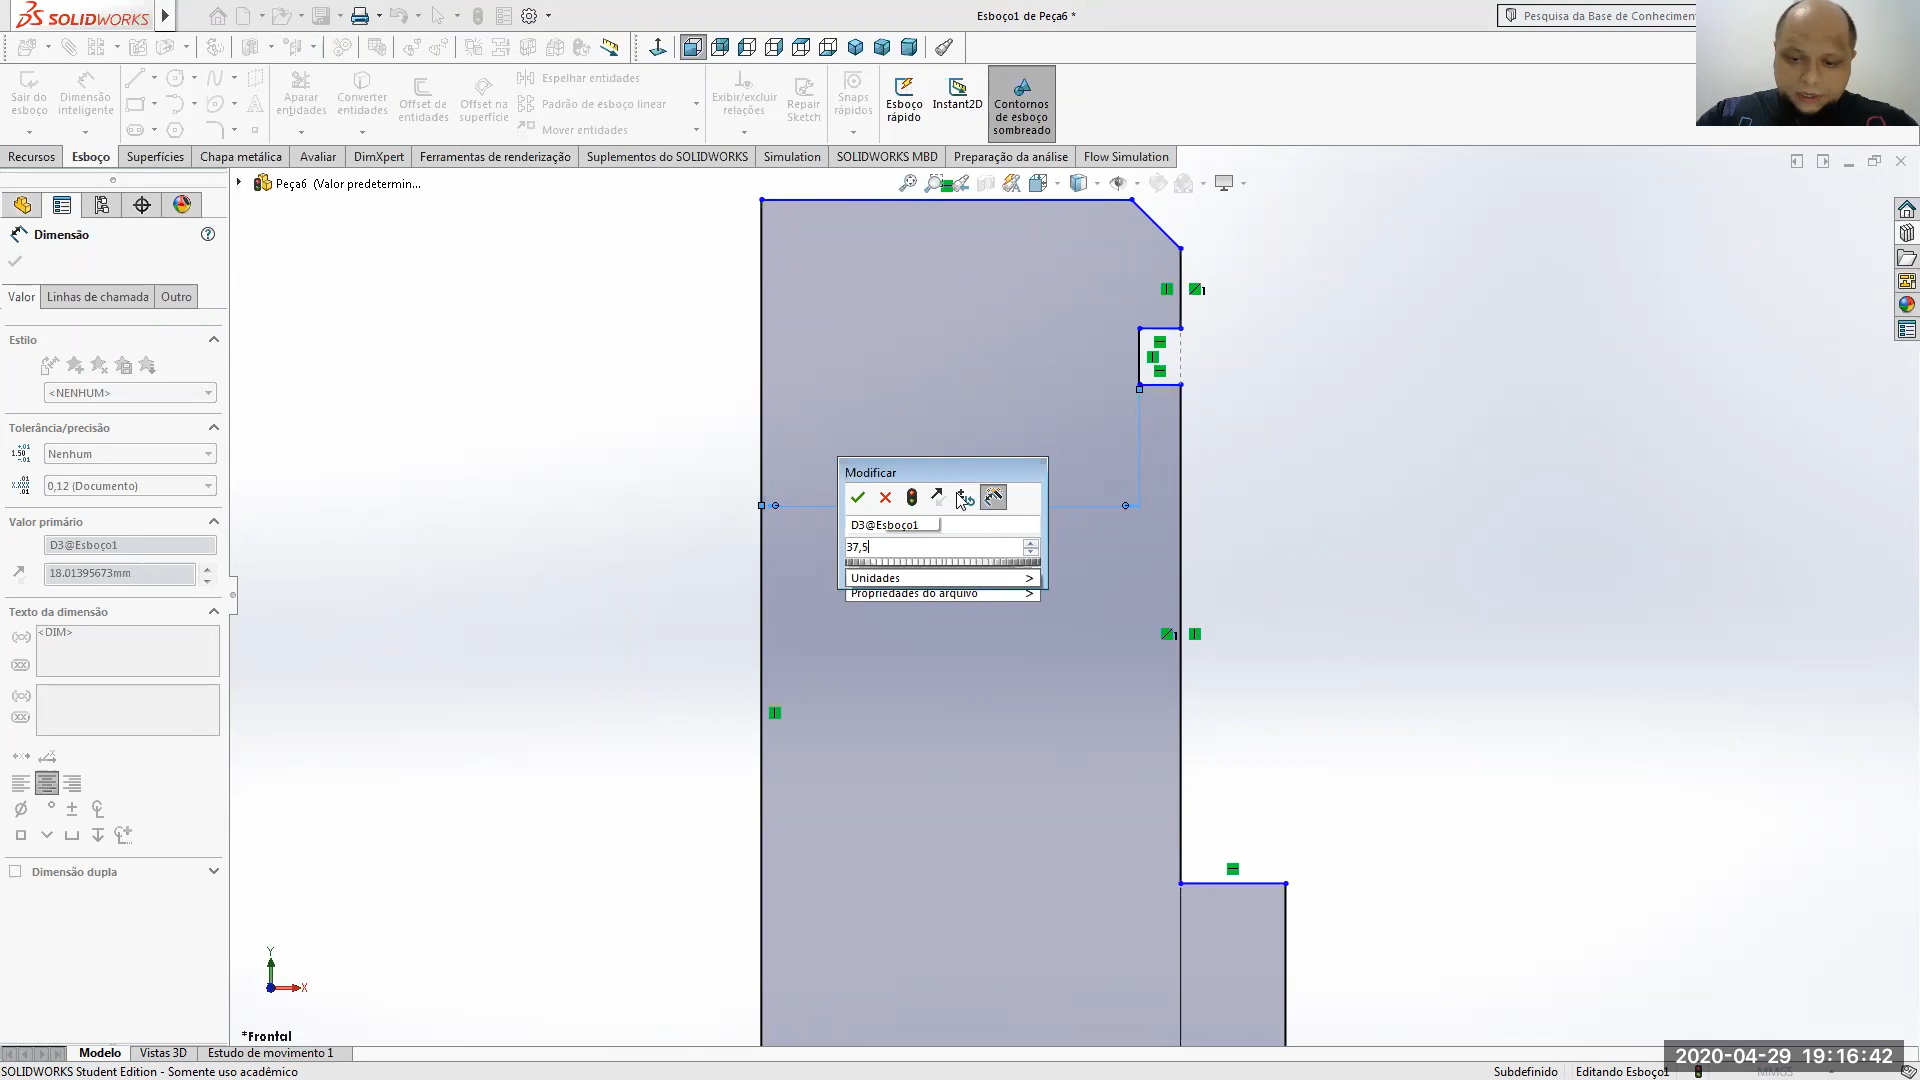 SOLIDWORKS
Esboço1 de Peça6 *
Pesquisa da Base de Conhecimen
Sair do esboço
Dimensão inteligente
Aparar entidades
Converter entidades
Offset de entidades
Offset na superfície
Espelhar entidades
Padrão de esboço linear
Mover entidades
Exibir/excluir relações
Repair Sketch
Snaps rápidos
Esboço rápido
Instant2D
Contornos de esboço sombreado
Recursos
Esboço
Superfícies
Chapa metálica
Avaliar
DimXpert
Ferramentas de renderização
Suplementos do SOLIDWORKS
Simulation
SOLIDWORKS MBD
Preparação da análise
Flow Simulation
Peça6 (Valor predetermin...
Dimensão
Valor
Linhas de chamada
Outro
Estilo
<NENHUM>
Tolerância/precisão
Nenhum
0,12 (Documento)
Valor primário
D3@Esboço1
18.01395673mm
Texto da dimensão
<DIM>
Dimensão dupla
Modificar
D3@Esboço1
37,5
Unidades >
Propriedades do arquivo >
1
1
Y
X
*Frontal
Modelo
Vistas 3D
Estudo de movimento 1
SOLIDWORKS Student Edition - Somente uso acadêmico
Subdefinido
Editando Esboço1
MMGS
2020-04-29 19:16:42